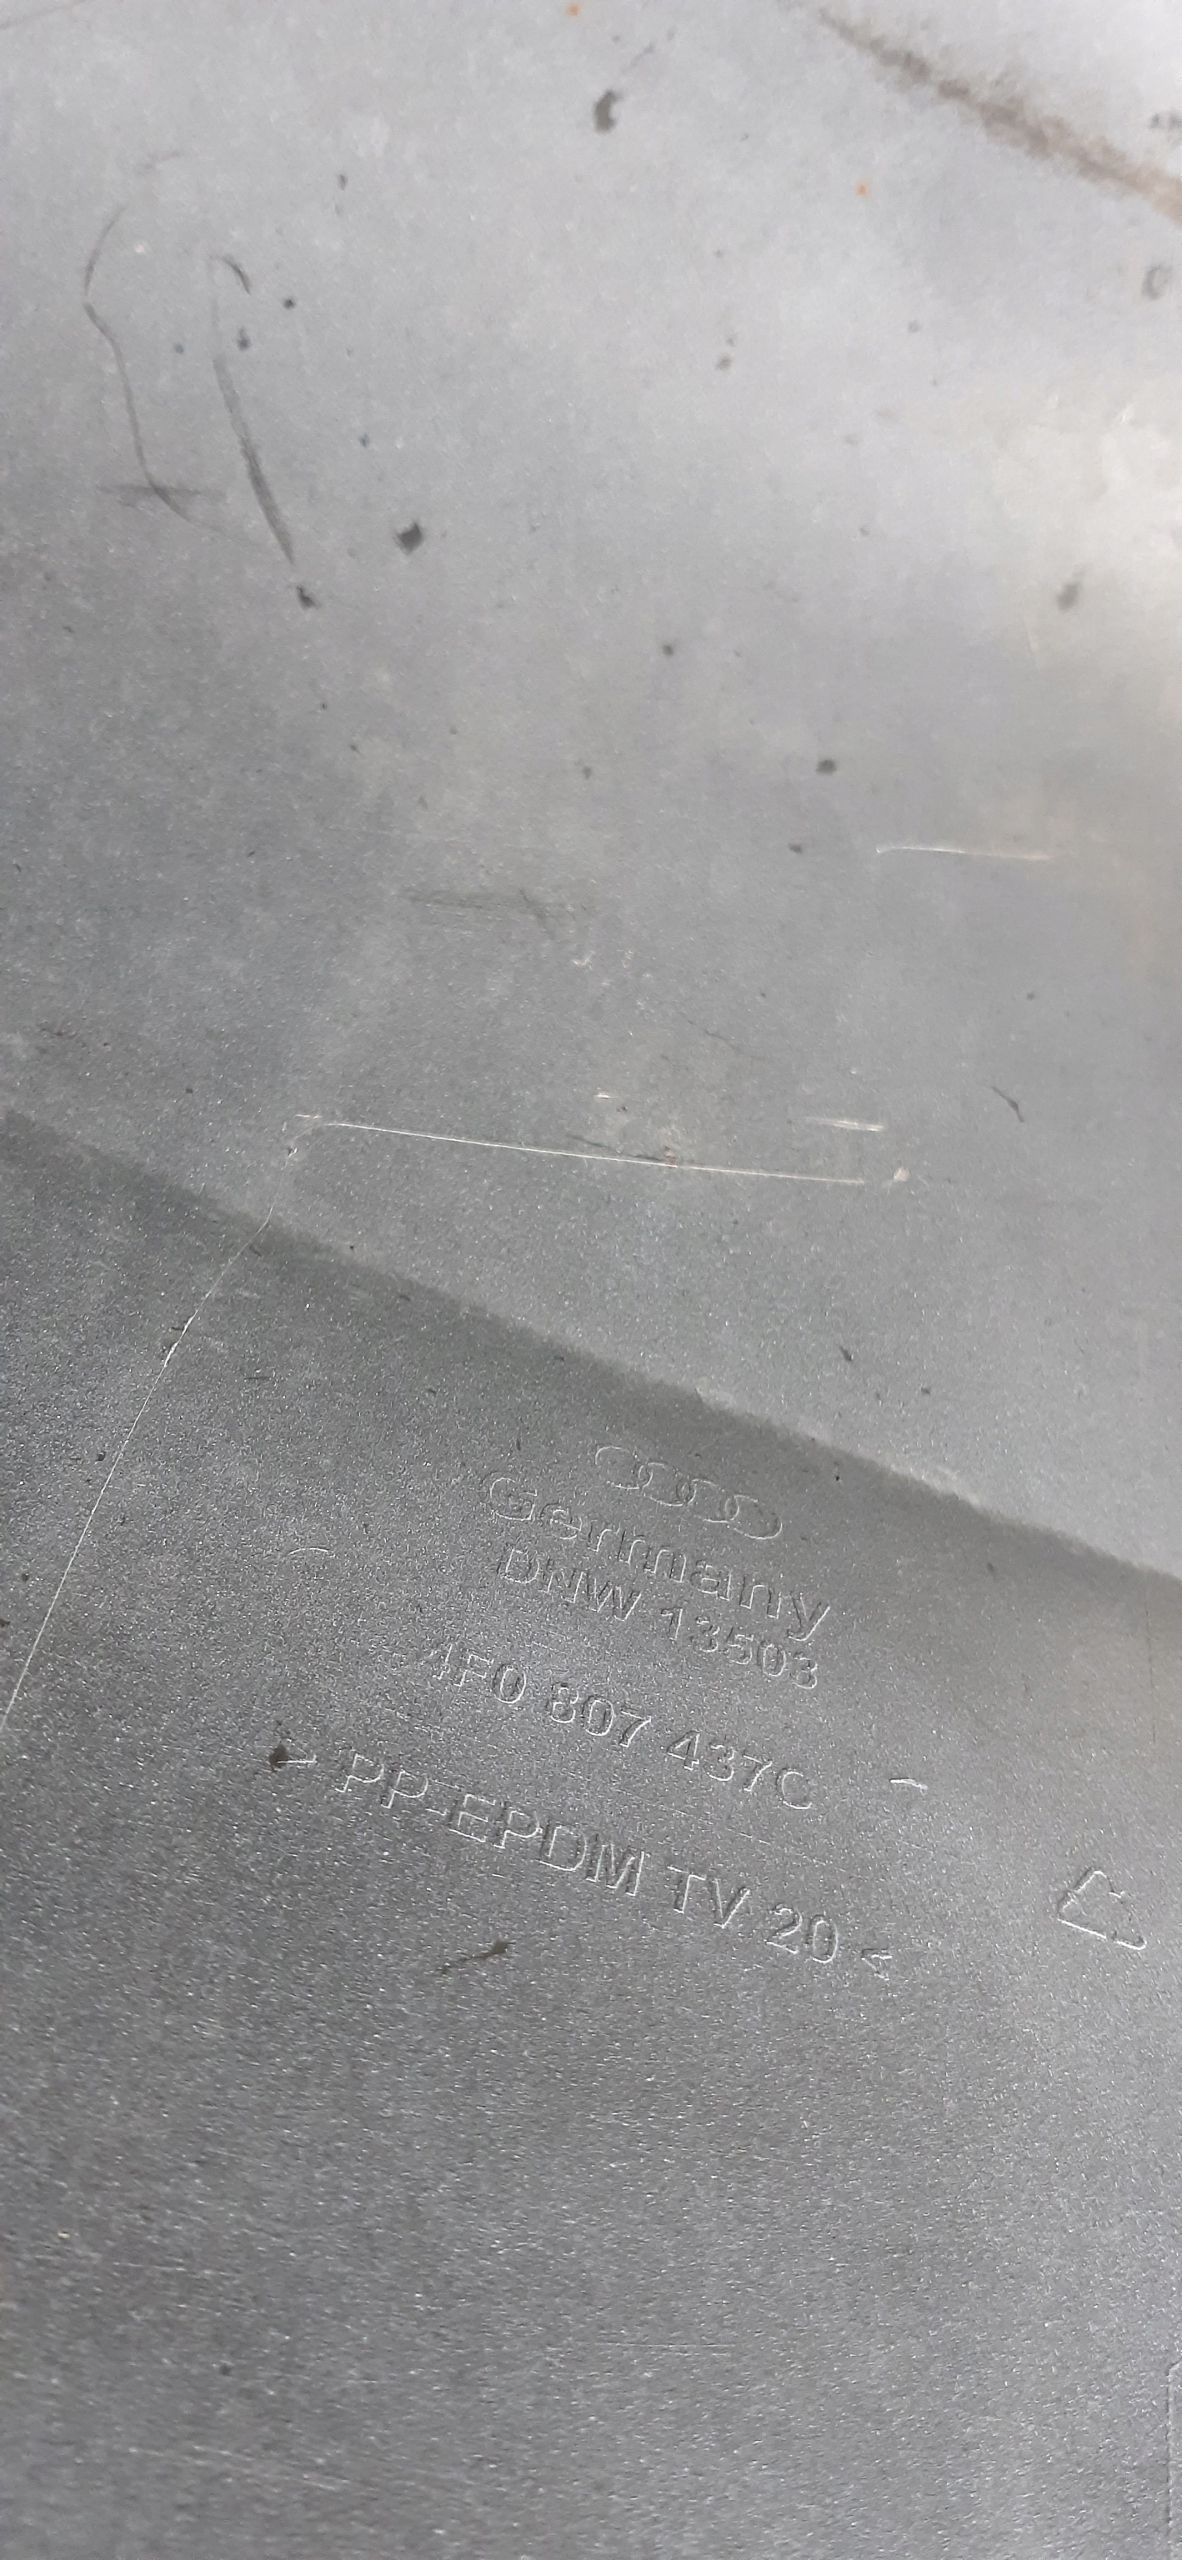 Germany
DNW 13503
4F0 807 437C
PP-EPDM TV 20 <